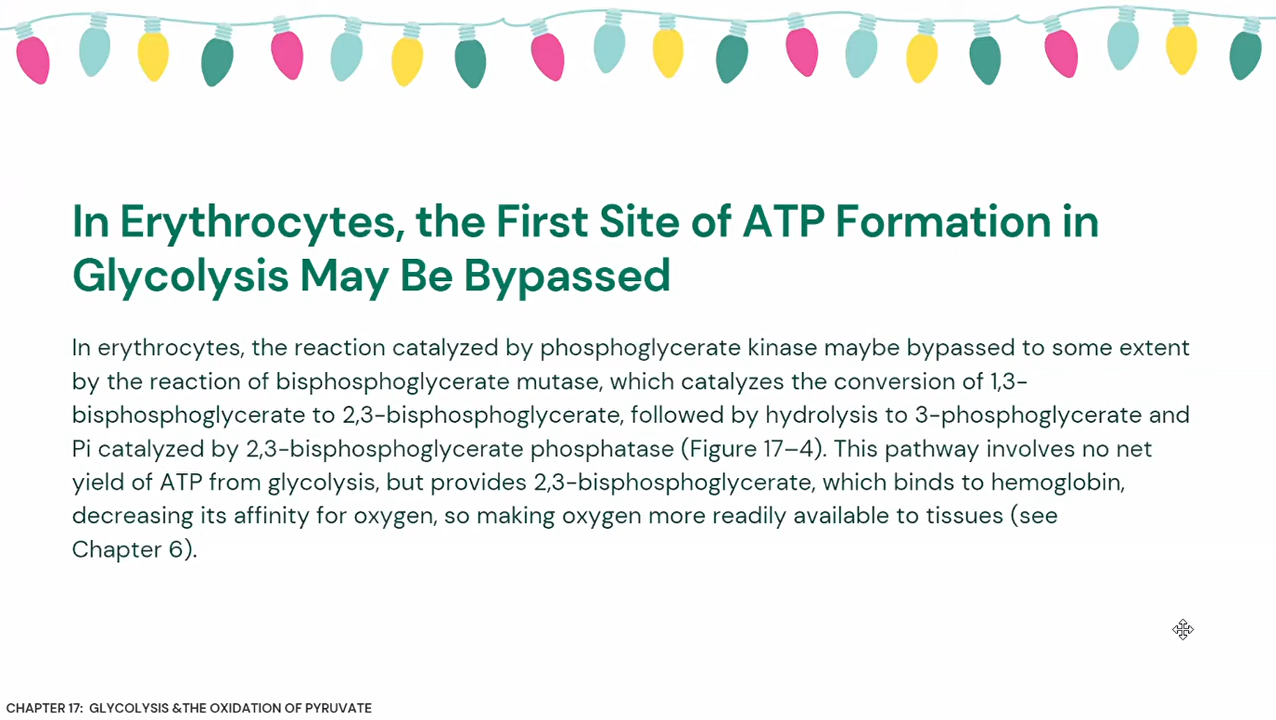 In Erythrocytes, the First Site of ATP Formation in
Glycolysis May Be Bypassed
In erythrocytes, the reaction catalyzed by phosphoglycerate kinase maybe bypassed to some extent
by the reaction of bisphosphoglycerate mutase, which catalyzes the conversion of 1,3-
bisphosphoglycerate to 2,3-bisphosphoglycerate, followed by hydrolysis to 3-phosphoglycerate and
Pi catalyzed by 2,3-bisphosphoglycerate phosphatase (Figure 17–4). This pathway involves no net
yield of ATP from glycolysis, but provides 2,3-bisphosphoglycerate, which binds to hemoglobin,
decreasing its affinity for oxygen, so making oxygen more readily available to tissues (see
Chapter 6).
CHAPTER 17: GLYCOLYSIS &THE OXIDATION OF PYRUVATE